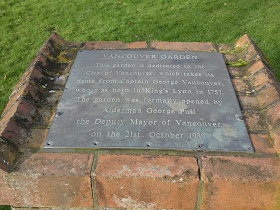 VANCOUVER GARDEN
This garden is dedicated to the
City of Vancouver, which takes its
name from Captain George Vancouver,
who was born in King's Lynn in 1757.
The garden was formally opened by
Alderman George Puil
the Deputy Mayor of Vancouver,
on the 21st. October 1980